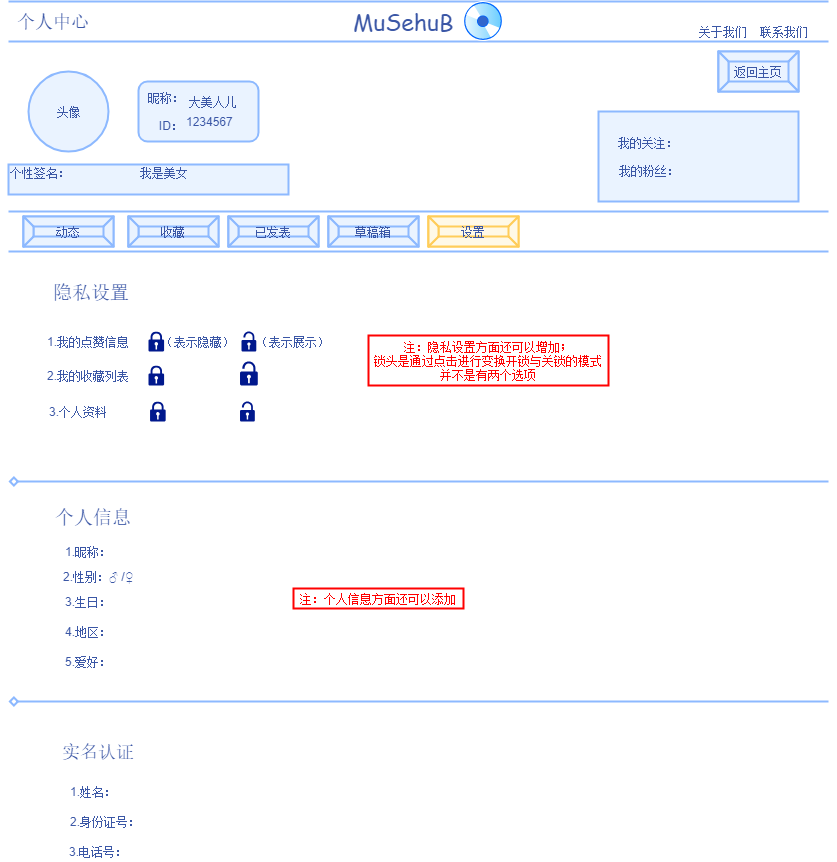 个人中心
MuSehuB
关于我们 联系我们
返回主页
头像
昵称： 大美人儿
ID： 1234567
我的关注：
我的粉丝：
个性签名： 我是美女
动态 收藏 已发表 草稿箱 设置
隐私设置
1.我的点赞信息 （表示隐藏） （表示展示）
2.我的收藏列表
3.个人资料
注：隐私设置方面还可以增加；
锁头是通过点击进行变换开锁与关锁的模式
并不是有两个选项
个人信息
1.昵称：
2.性别：♂/♀
3.生日：
注：个人信息方面还可以添加
4.地区：
5.爱好：
实名认证
1.姓名：
2.身份证号：
3.电话号：